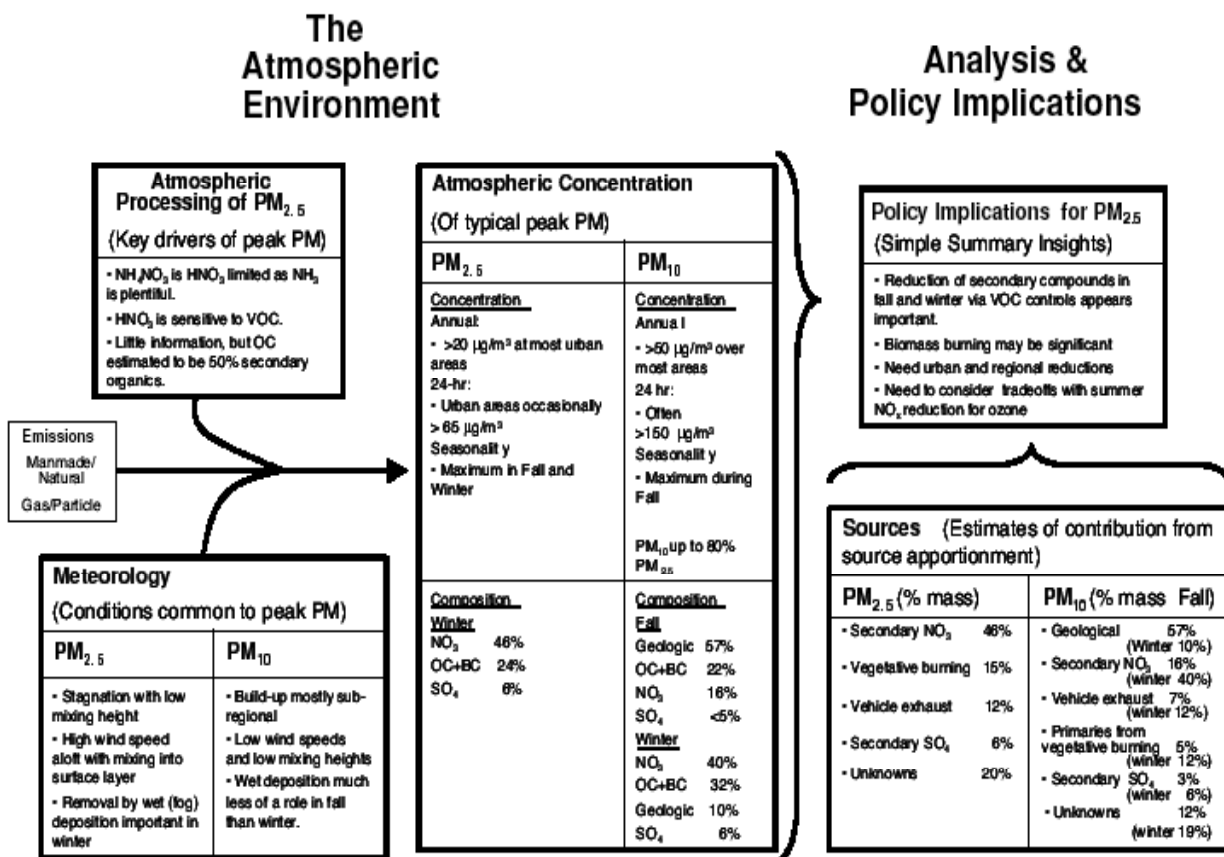 The
Atmospheric
Environment
Analysis &
Policy Implications
Atmospheric
Processing of PM2.5
(Key drivers of peak PM)
▪ NH4NO3 is HNO3 limited as NH3
is plentiful.
▪ HNO3 is sensitive to VOC.
▪ Little information, but OC
estimated to be 50% secondary
organics.
Emissions
Manmade/
Natural
Gas/Particle
Meteorology
(Conditions common to peak PM)
PM2.5
▪ Stagnation with low
mixing height
▪ High wind speed
aloft with mixing into
surface layer
▪ Removal by wet (fog)
deposition important in
winter
PM10
▪ Build-up mostly sub-
regional
▪ Low wind speeds
and low mixing heights
▪ Wet deposition much
less of a role in fall
than winter.
Atmospheric Concentration
(Of typical peak PM)
PM2.5
Concentration
Annual:
▪ >20 µg/m³ at most urban
areas
24-hr:
▪ Urban areas occasionally
> 65 µg/m³
Seasonalit y
▪ Maximum in Fall and
Winter
PM10
Concentration
Annua l
▪ >50 µg/m³ over
most areas
24 hr:
▪ Often
>150 µg/m³
Seasonalit y
▪ Maximum during
Fall
PM10 up to 80%
PM2.5
Composition
Winter
NO3 46%
OC+BC 24%
SO4 6%
Composition
Fall
Geologic 57%
OC+BC 22%
NO3 16%
SO4 <5%
Winter
NO3 40%
OC+BC 32%
Geologic 10%
SO4 6%
Policy Implications for PM2.5
(Simple Summary Insights)
▪ Reduction of secondary compounds in
fall and winter via VOC controls appears
important.
▪ Biomass burning may be significant
▪ Need urban and regional reductions
▪ Need to consider tradeoffs with summer
NOx reduction for ozone
Sources (Estimates of contribution from
source apportionment)
PM2.5 (% mass)
▪ Secondary NO3 46%
▪ Vegetative burning 15%
▪ Vehicle exhaust 12%
▪ Secondary SO4 6%
▪ Unknowns 20%
PM10 (% mass Fall)
▪ Geological 57%
(Winter 10%)
▪ Secondary NO3 16%
(winter 40%)
▪ Vehicle exhaust 7%
(winter 12%)
▪ Primaries from
vegetative burning 5%
(winter 12%)
▪ Secondary SO4 3%
(winter 6%)
▪ Unknowns 12%
(winter 19%)